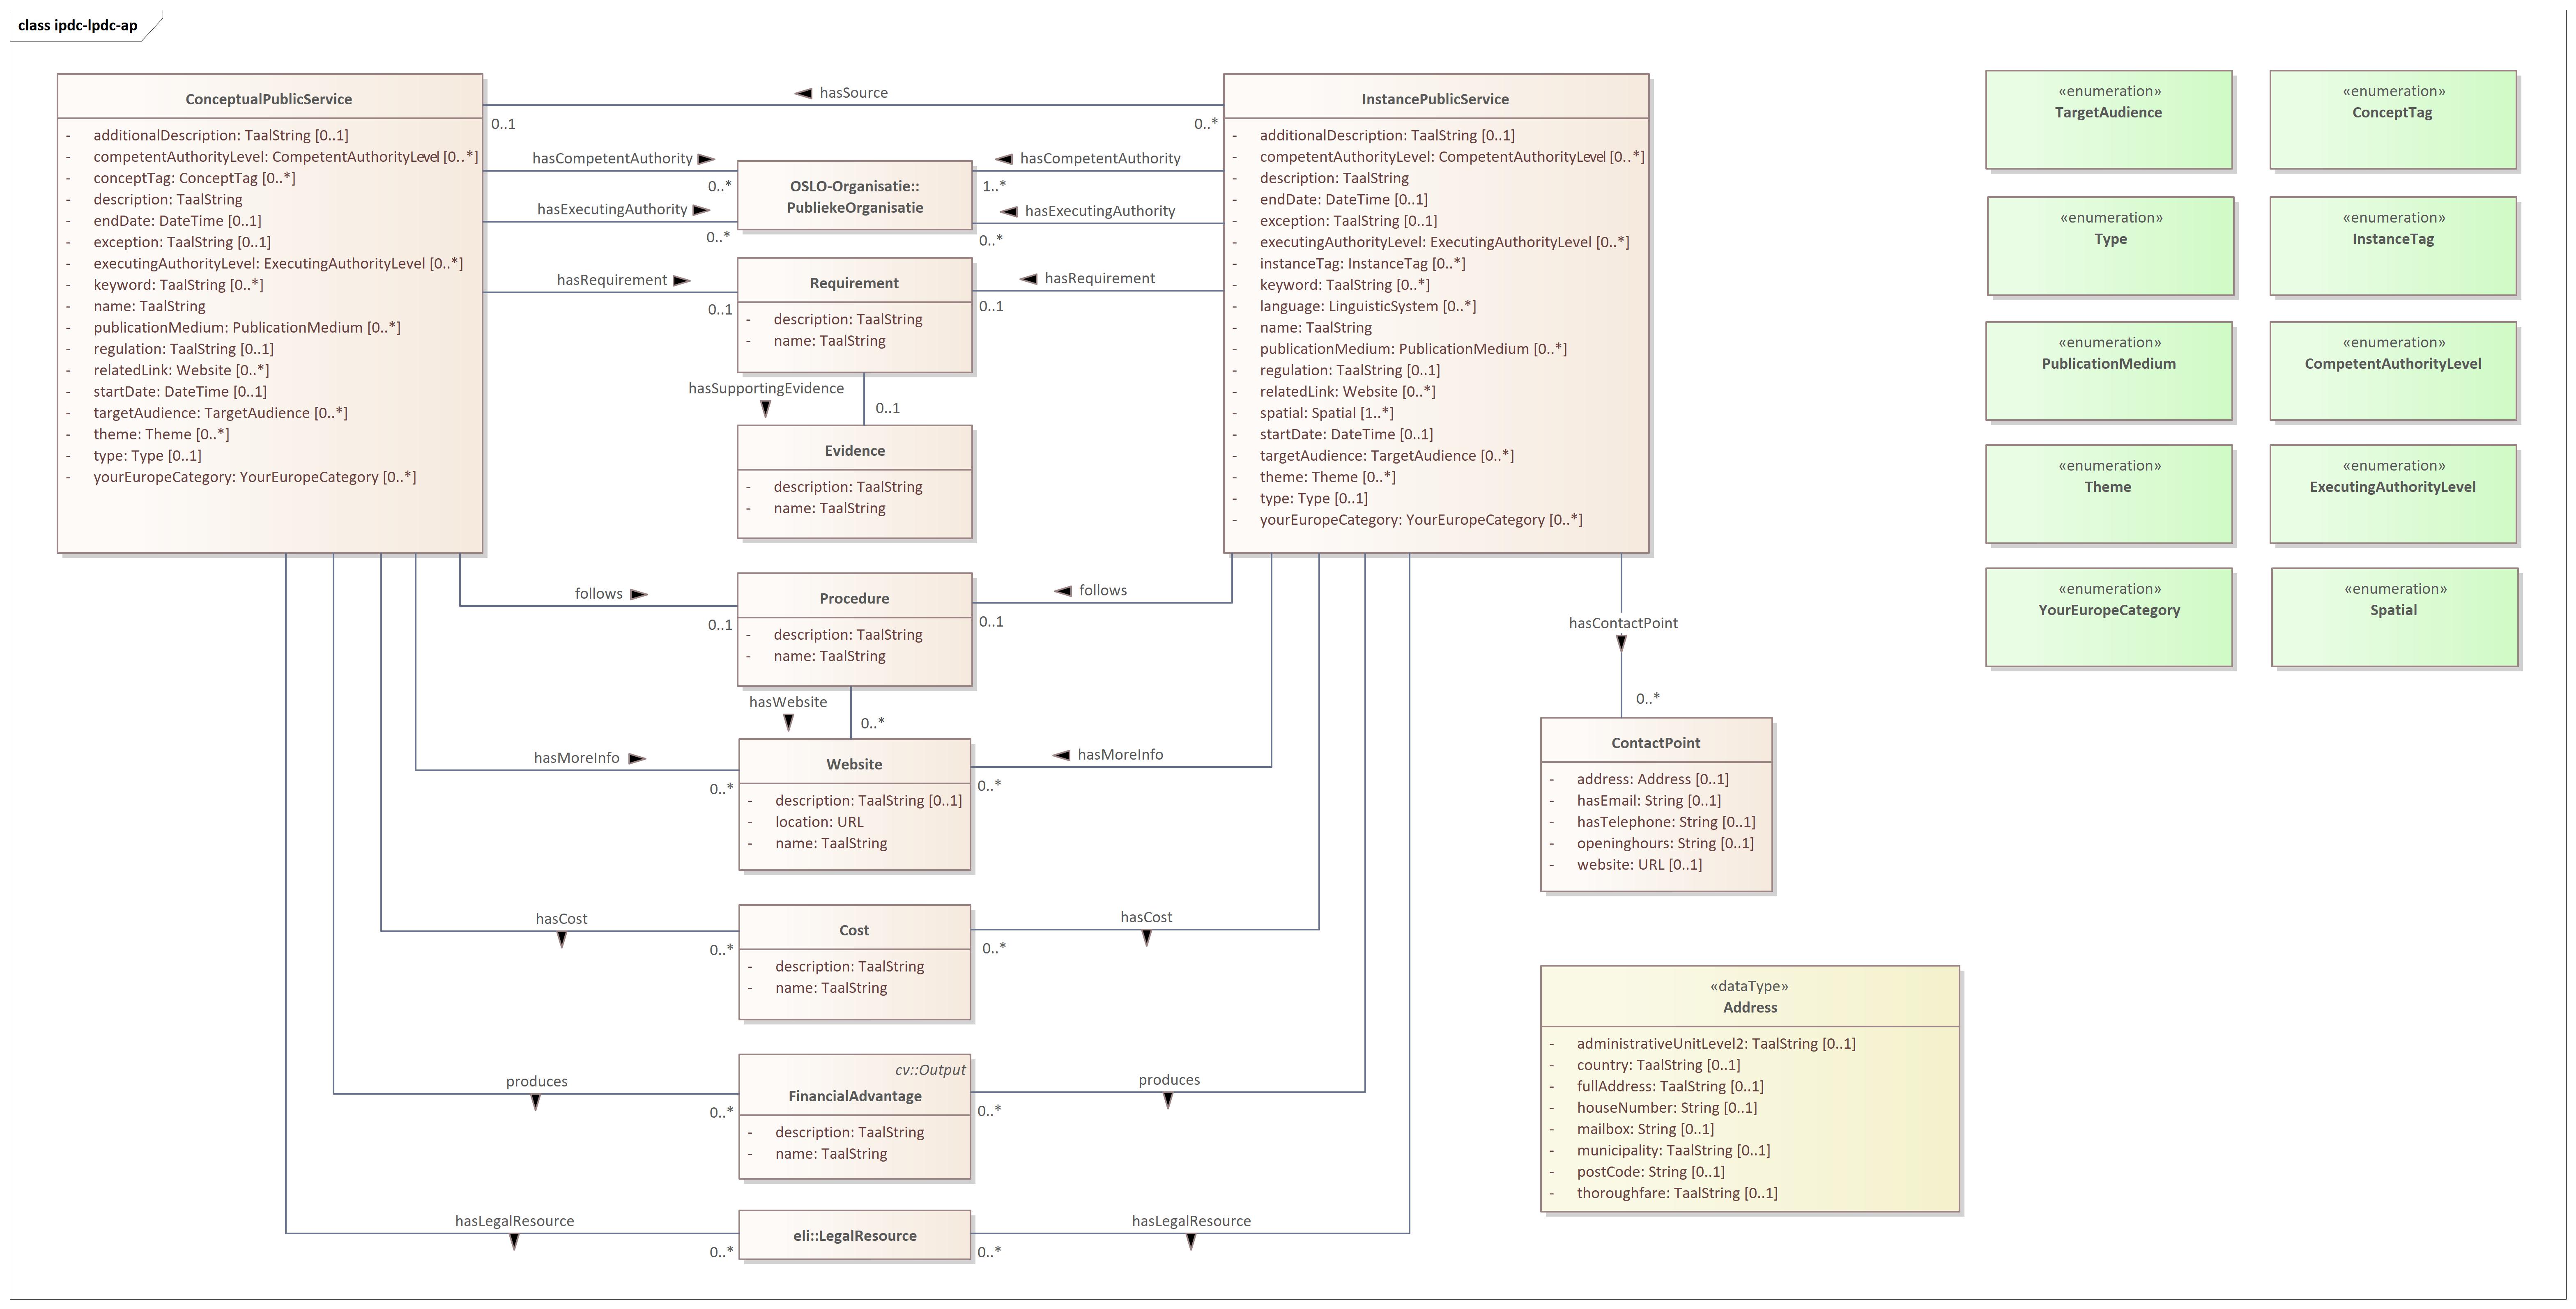 class ipdc-lpdc-ap
ConceptualPublicService
- additionalDescription: TaalString [0..1]
- competentAuthorityLevel: CompetentAuthorityLevel [0..*]
- conceptTag: ConceptTag [0..*]
- description: TaalString
- endDate: DateTime [0..1]
- exception: TaalString [0..1]
- executingAuthorityLevel: ExecutingAuthorityLevel [0..*]
- keyword: TaalString [0..*]
- name: TaalString
- publicationMedium: PublicationMedium [0..*]
- regulation: TaalString [0..1]
- relatedLink: Website [0..*]
- startDate: DateTime [0..1]
- targetAudience: TargetAudience [0..*]
- theme: Theme [0..*]
- type: Type [0..1]
- yourEuropeCategory: YourEuropeCategory [0..*]
hasSource
0..1
0..*
hasCompetentAuthority
0..*
hasExecutingAuthority
0..*
hasRequirement
0..1
OSLO-Organisatie::
PubliekeOrganisatie
hasCompetentAuthority
1..*
hasExecutingAuthority
0..*
hasRequirement
0..1
Requirement
- description: TaalString
- name: TaalString
hasSupportingEvidence
0..1
Evidence
- description: TaalString
- name: TaalString
follows
0..1
Procedure
- description: TaalString
- name: TaalString
follows
0..1
hasWebsite
0..*
hasMoreInfo
0..*
Website
- description: TaalString [0..1]
- location: URL
- name: TaalString
hasMoreInfo
0..*
hasCost
0..*
Cost
- description: TaalString
- name: TaalString
hasCost
0..*
produces
0..*
cv::Output
FinancialAdvantage
- description: TaalString
- name: TaalString
produces
0..*
hasLegalResource
0..*
eli::LegalResource
hasLegalResource
0..*
InstancePublicService
- additionalDescription: TaalString [0..1]
- competentAuthorityLevel: CompetentAuthorityLevel [0..*]
- description: TaalString
- endDate: DateTime [0..1]
- exception: TaalString [0..1]
- executingAuthorityLevel: ExecutingAuthorityLevel [0..*]
- instanceTag: InstanceTag [0..*]
- keyword: TaalString [0..*]
- language: LinguisticSystem [0..*]
- name: TaalString
- publicationMedium: PublicationMedium [0..*]
- regulation: TaalString [0..1]
- relatedLink: Website [0..*]
- spatial: Spatial [1..*]
- startDate: DateTime [0..1]
- targetAudience: TargetAudience [0..*]
- theme: Theme [0..*]
- type: Type [0..1]
- yourEuropeCategory: YourEuropeCategory [0..*]
hasContactPoint
0..*
ContactPoint
- address: Address [0..1]
- hasEmail: String [0..1]
- hasTelephone: String [0..1]
- openinghours: String [0..1]
- website: URL [0..1]
«dataType»
Address
- administrativeUnitLevel2: TaalString [0..1]
- country: TaalString [0..1]
- fullAddress: TaalString [0..1]
- houseNumber: String [0..1]
- mailbox: String [0..1]
- municipality: TaalString [0..1]
- postCode: String [0..1]
- thoroughfare: TaalString [0..1]
«enumeration»
TargetAudience
«enumeration»
ConceptTag
«enumeration»
Type
«enumeration»
InstanceTag
«enumeration»
PublicationMedium
«enumeration»
CompetentAuthorityLevel
«enumeration»
Theme
«enumeration»
ExecutingAuthorityLevel
«enumeration»
YourEuropeCategory
«enumeration»
Spatial